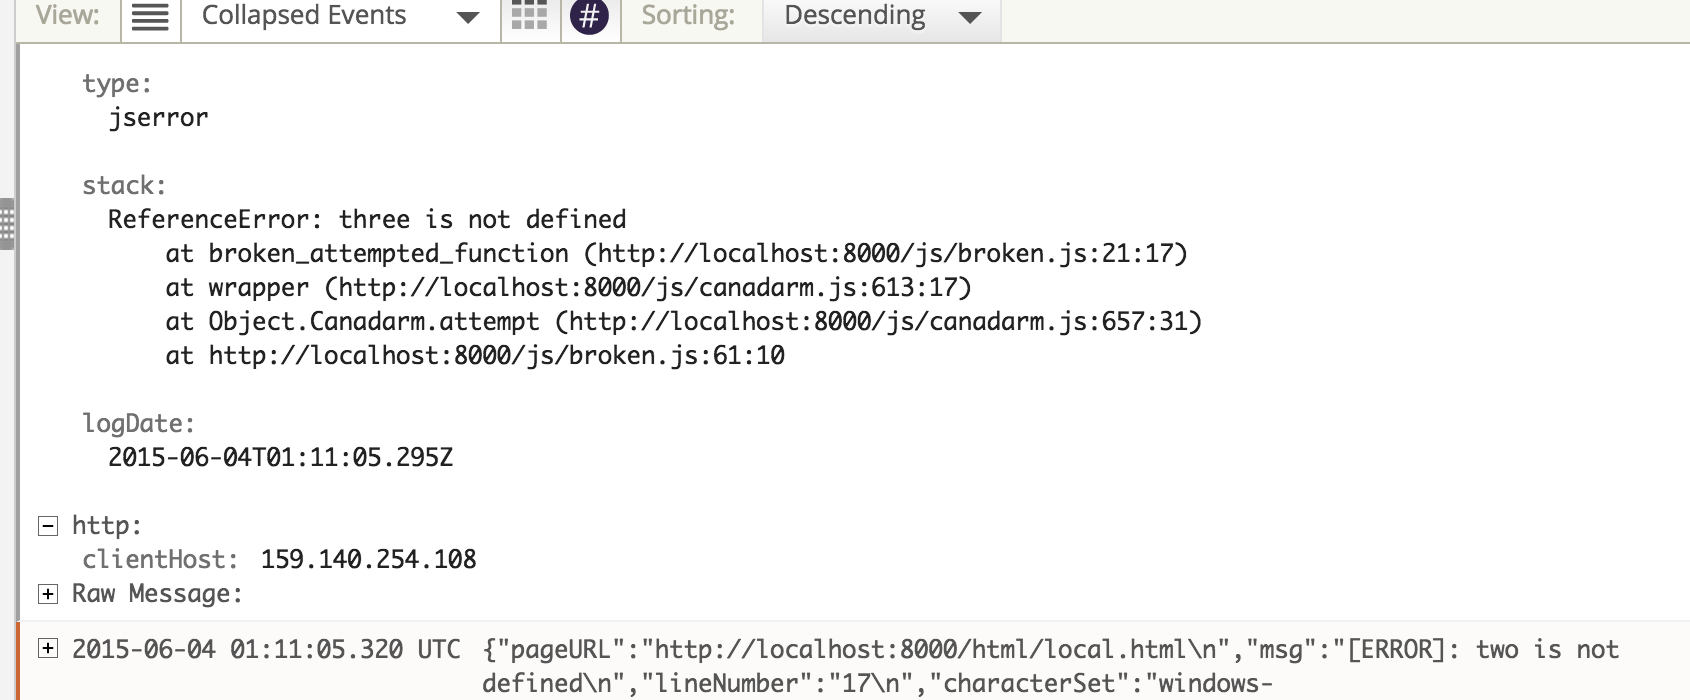 View: Collapsed Events # Sorting: Descending
type:
jserror
stack:
ReferenceError: three is not defined
at broken_attempted_function (http://localhost:8000/js/broken.js:21:17)
at wrapper (http://localhost:8000/js/canadarm.js:613:17)
at Object.Canadarm.attempt (http://localhost:8000/js/canadarm.js:657:31)
at http://localhost:8000/js/broken.js:61:10
logDate:
2015-06-04T01:11:05.295Z
http:
clientHost: 159.140.254.108
Raw Message:
2015-06-04 01:11:05.320 UTC {"pageURL":"http://localhost:8000/html/local.html\n","msg":"[ERROR]: two is not
defined\n","lineNumber":"17\n","characterSet":"windows-